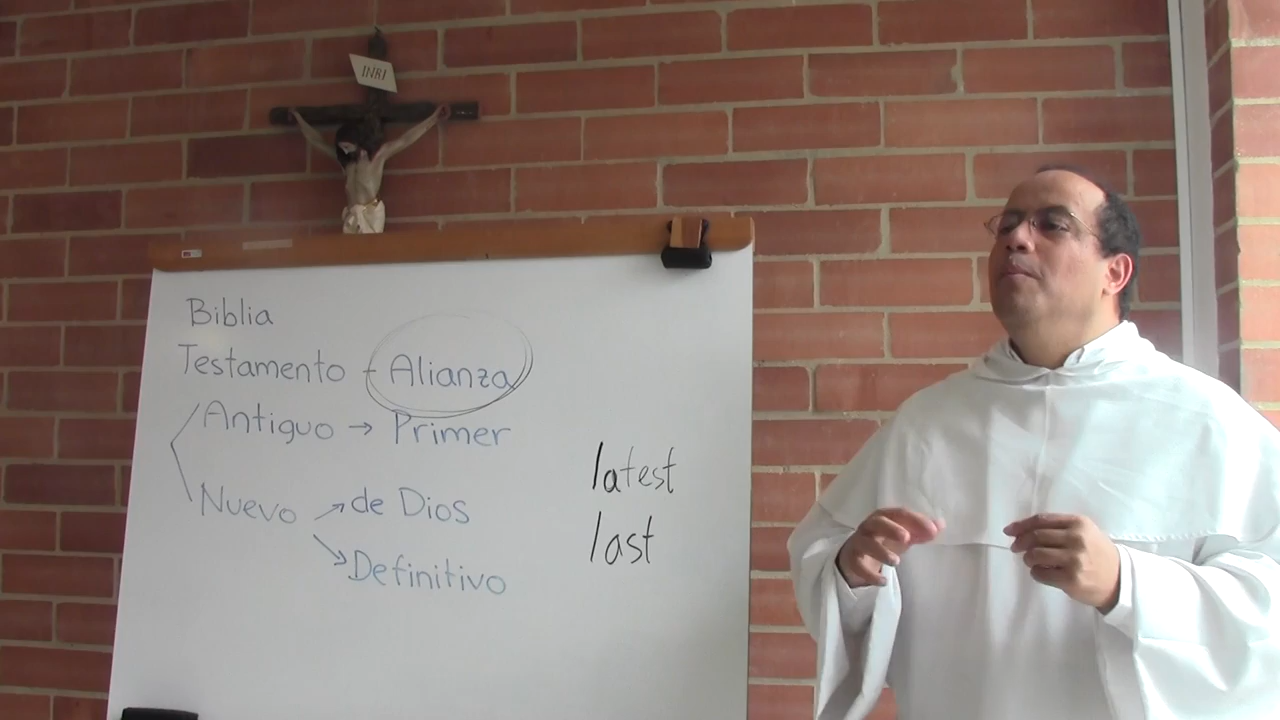 INRI
Biblia
Testamento - Alianza
Antiguo → Primer
Nuevo → de Dios
→ Definitivo
latest
last